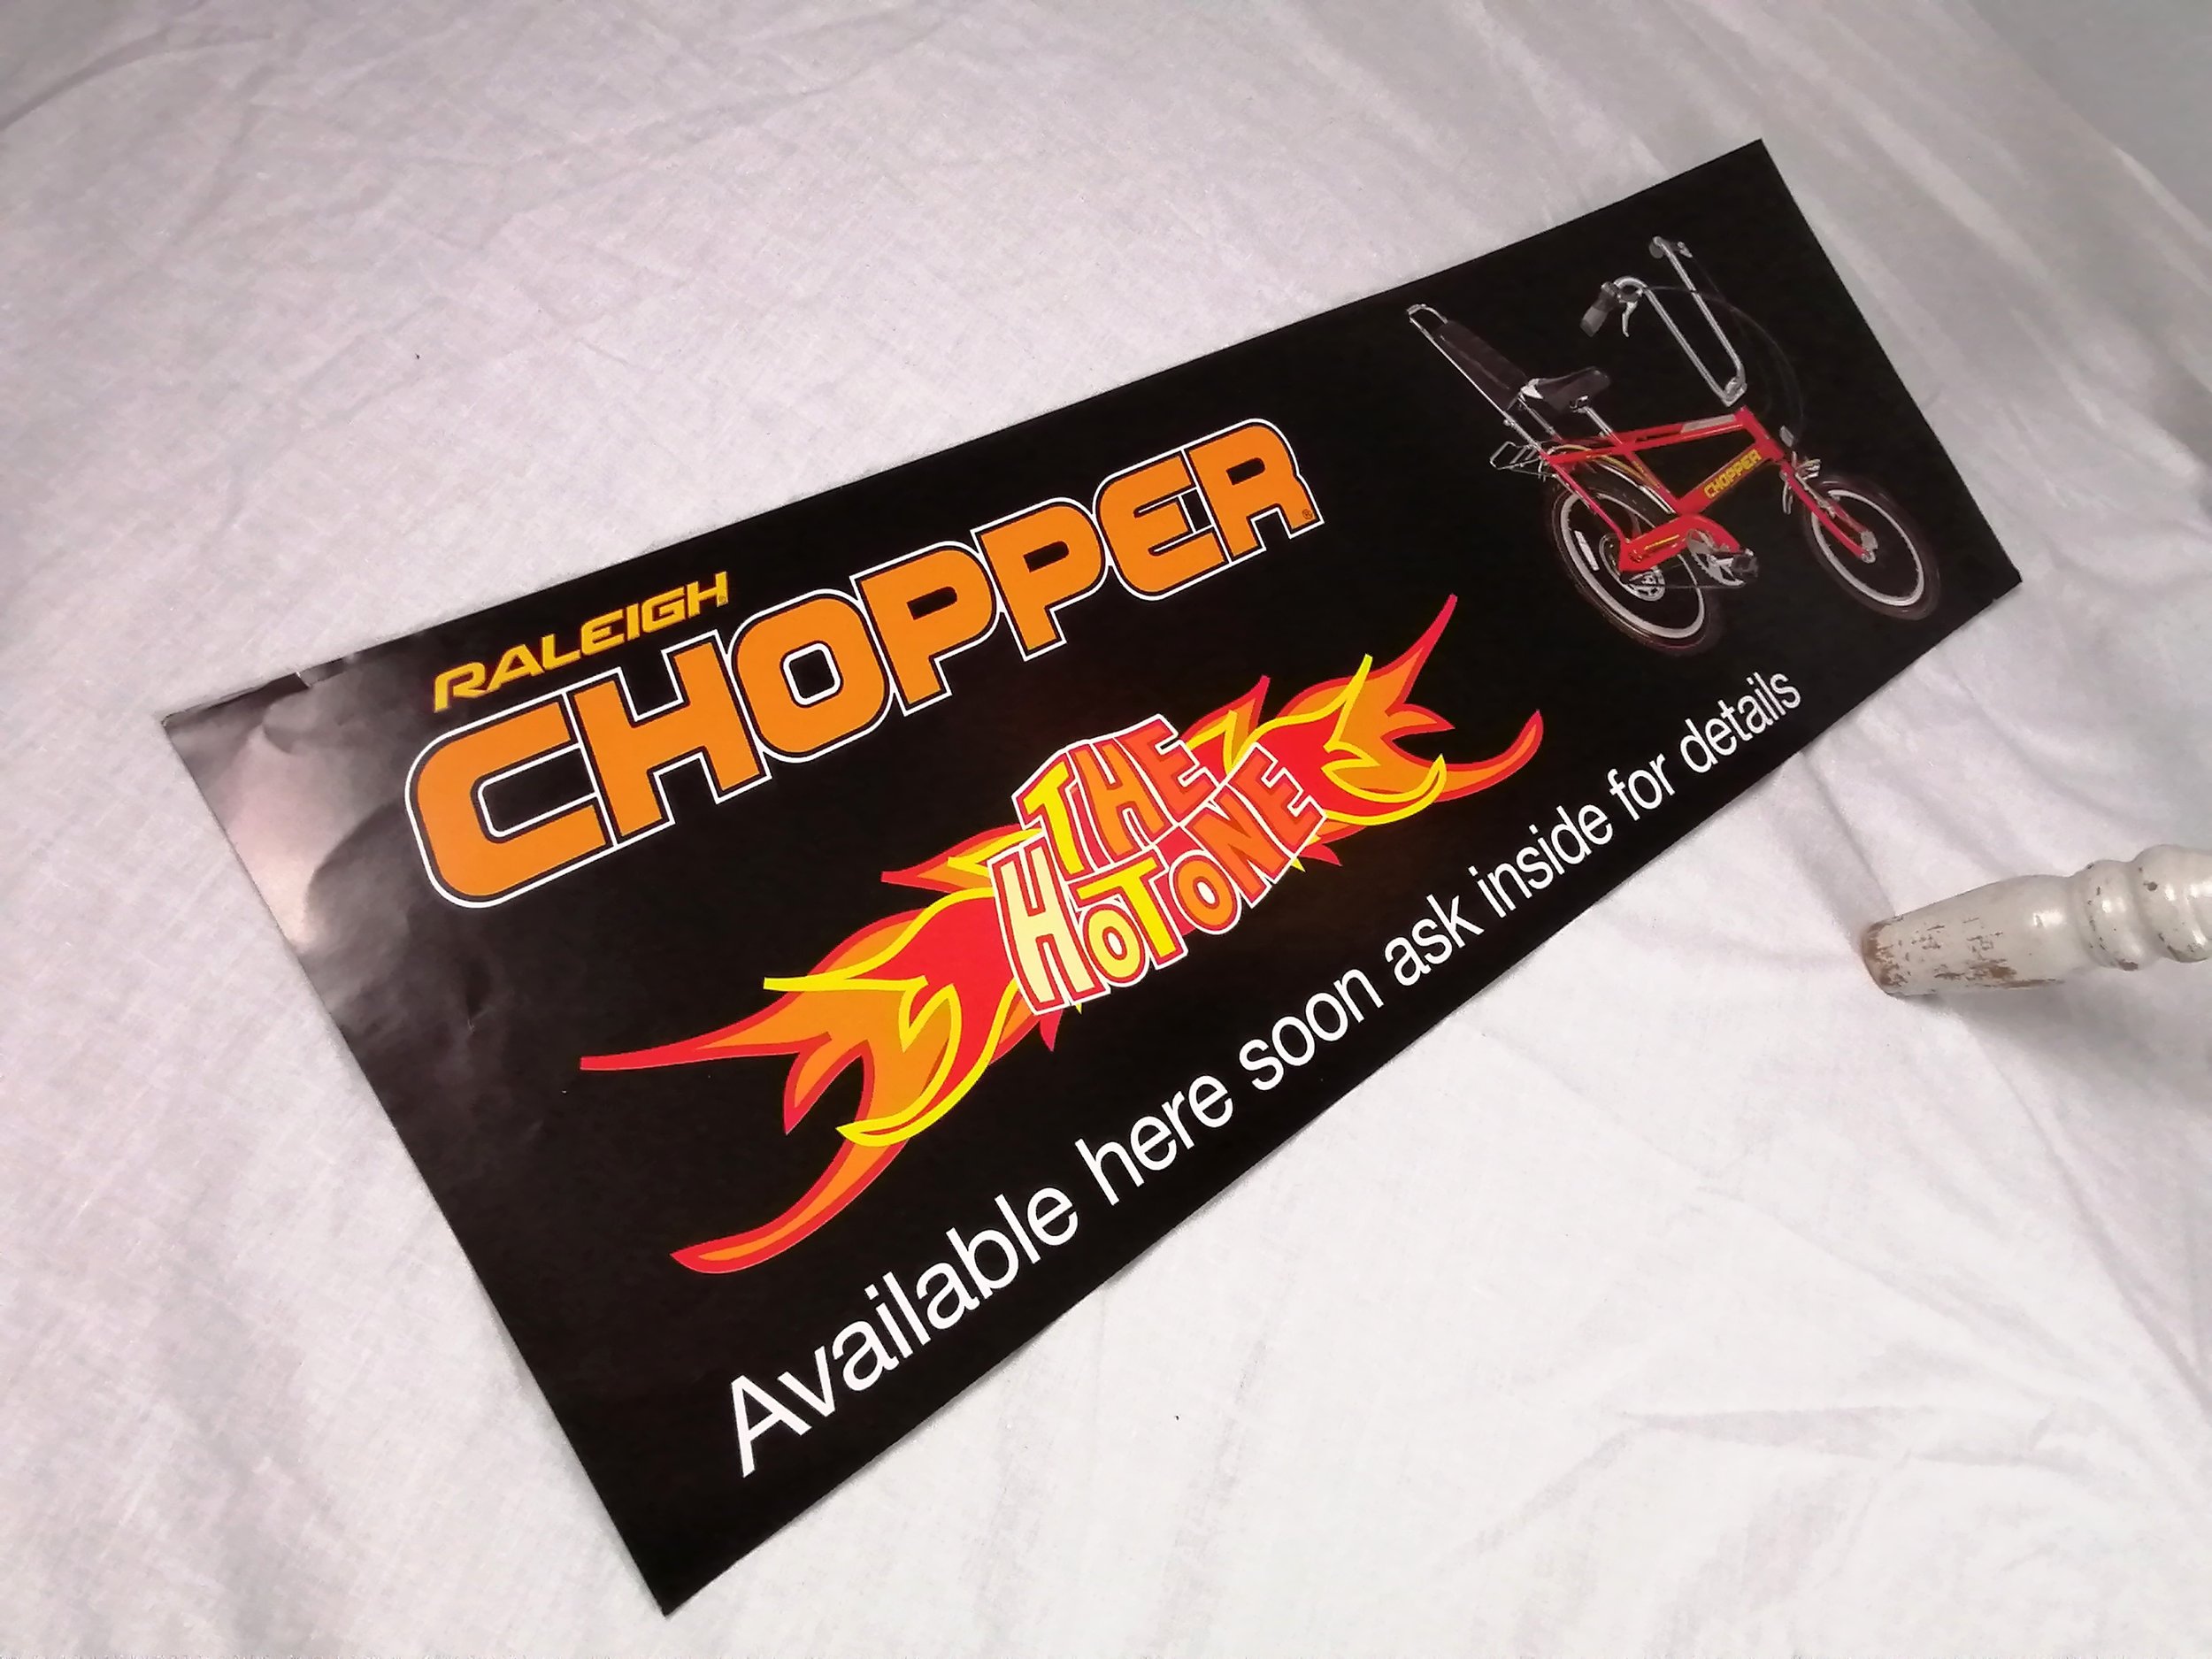 RALEIGH®
CHOPPER®
THE
HOT ONE
Available here soon ask inside for details
CHOPPER